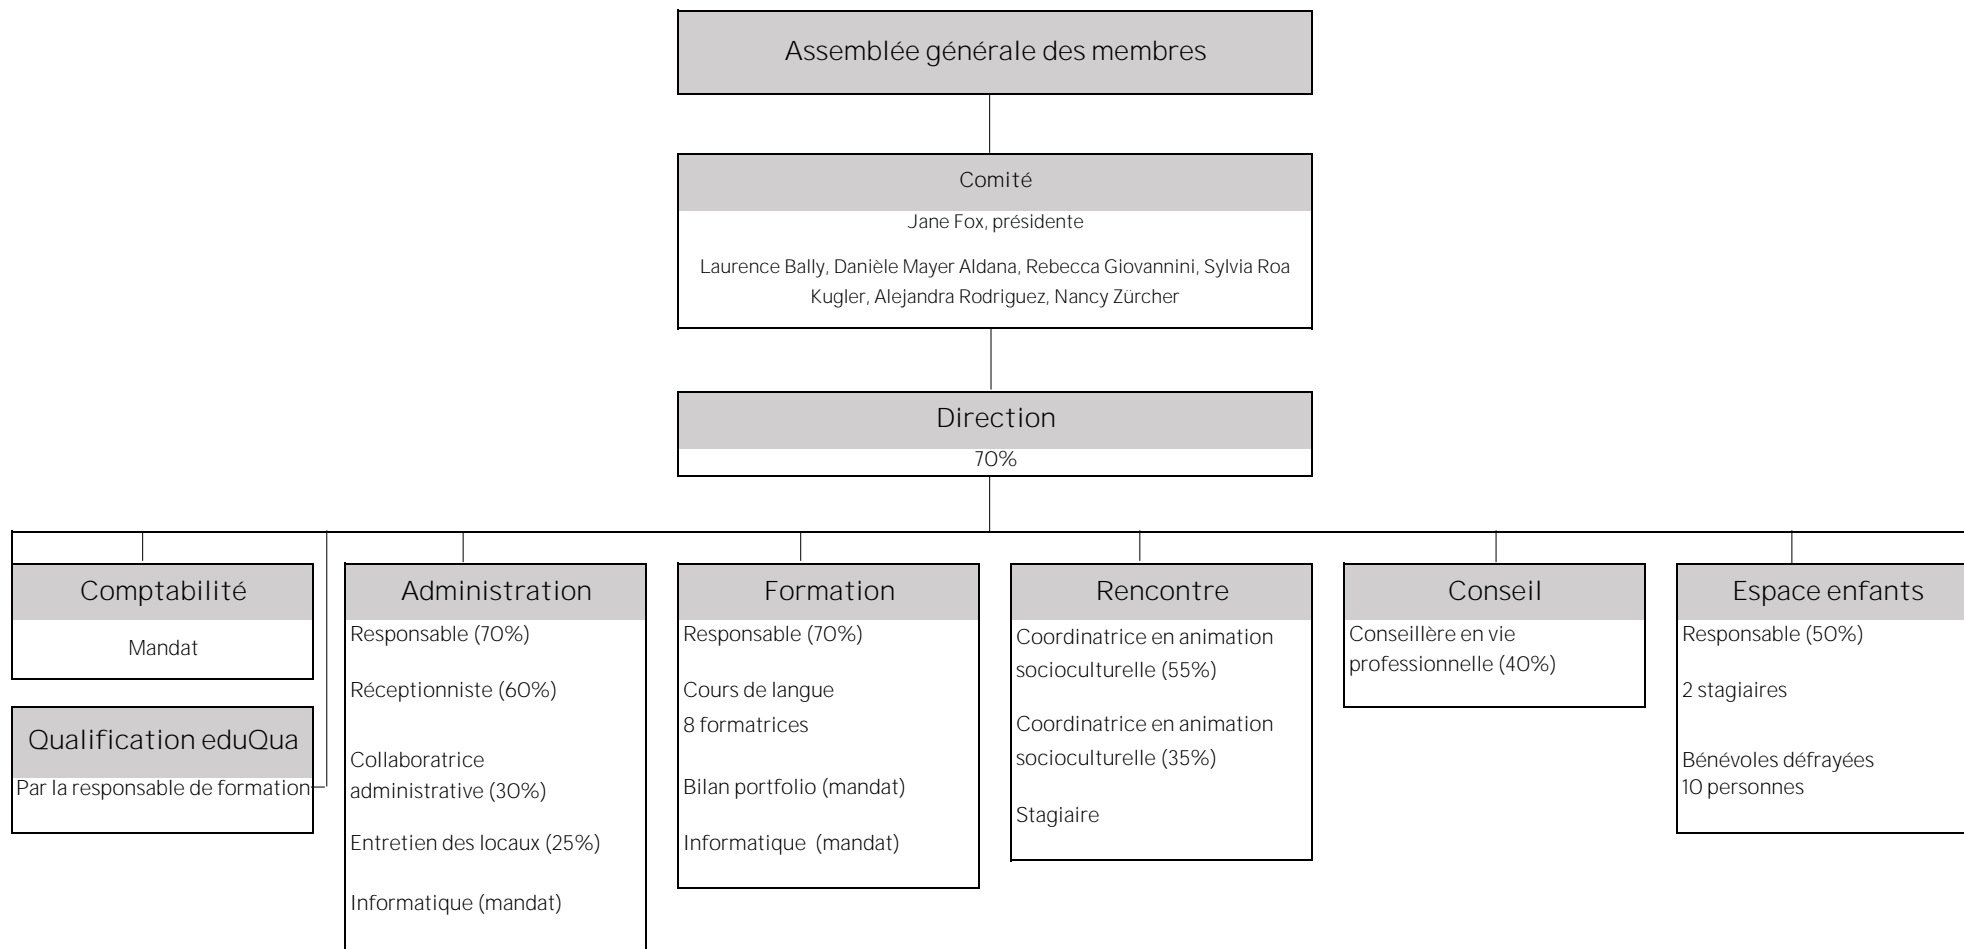 Assemblée générale des membres
Comité
Jane Fox, présidente
Laurence Bally, Danièle Mayer Aldana, Rebecca Giovannini, Sylvia Roa
Kugler, Alejandra Rodriguez, Nancy Zürcher
Direction
70%
Comptabilité
Mandat
Qualification eduQua
Par la responsable de formation
Administration
Responsable (70%)
Réceptionniste (60%)
Collaboratrice
administrative (30%)
Entretien des locaux (25%)
Informatique (mandat)
Formation
Responsable (70%)
Cours de langue
8 formatrices
Bilan portfolio (mandat)
Informatique (mandat)
Rencontre
Coordinatrice en animation
socioculturelle (55%)
Coordinatrice en animation
socioculturelle (35%)
Stagiaire
Conseil
Conseillère en vie
professionnelle (40%)
Espace enfants
Responsable (50%)
2 stagiaires
Bénévoles défrayées
10 personnes